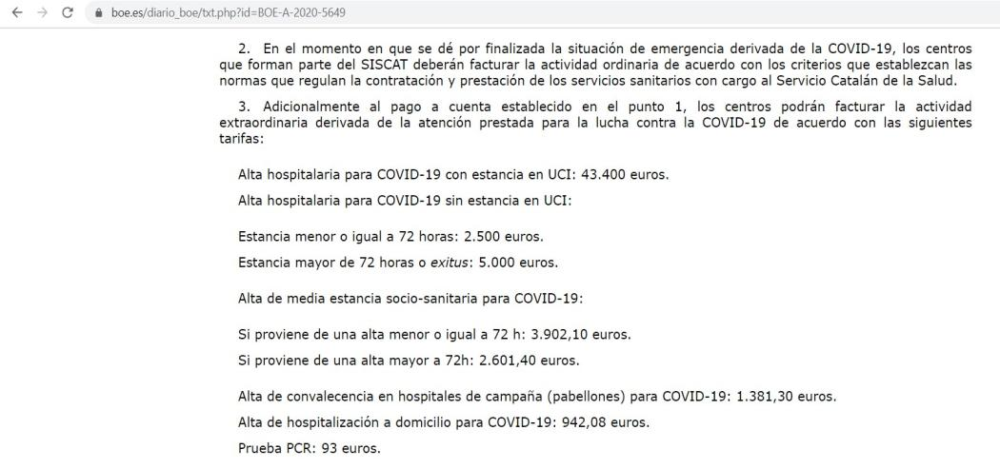 boe.es/diario_boe/txt.php?id=BOE-A-2020-5649
2. En el momento en que se dé por finalizada la situación de emergencia derivada de la COVID-19, los centros
que forman parte del SISCAT deberán facturar la actividad ordinaria de acuerdo con los criterios que establezcan las
normas que regulan la contratación y prestación de los servicios sanitarios con cargo al Servicio Catalán de la Salud.
3. Adicionalmente al pago a cuenta establecido en el punto 1, los centros podrán facturar la actividad
extraordinaria derivada de la atención prestada para la lucha contra la COVID-19 de acuerdo con las siguientes
tarifas:
Alta hospitalaria para COVID-19 con estancia en UCI: 43.400 euros.
Alta hospitalaria para COVID-19 sin estancia en UCI:
Estancia menor o igual a 72 horas: 2.500 euros.
Estancia mayor de 72 horas o exitus: 5.000 euros.
Alta de media estancia socio-sanitaria para COVID-19:
Si proviene de una alta menor o igual a 72 h: 3.902,10 euros.
Si proviene de una alta mayor a 72h: 2.601,40 euros.
Alta de convalecencia en hospitales de campaña (pabellones) para COVID-19: 1.381,30 euros.
Alta de hospitalización a domicilio para COVID-19: 942,08 euros.
Prueba PCR: 93 euros.